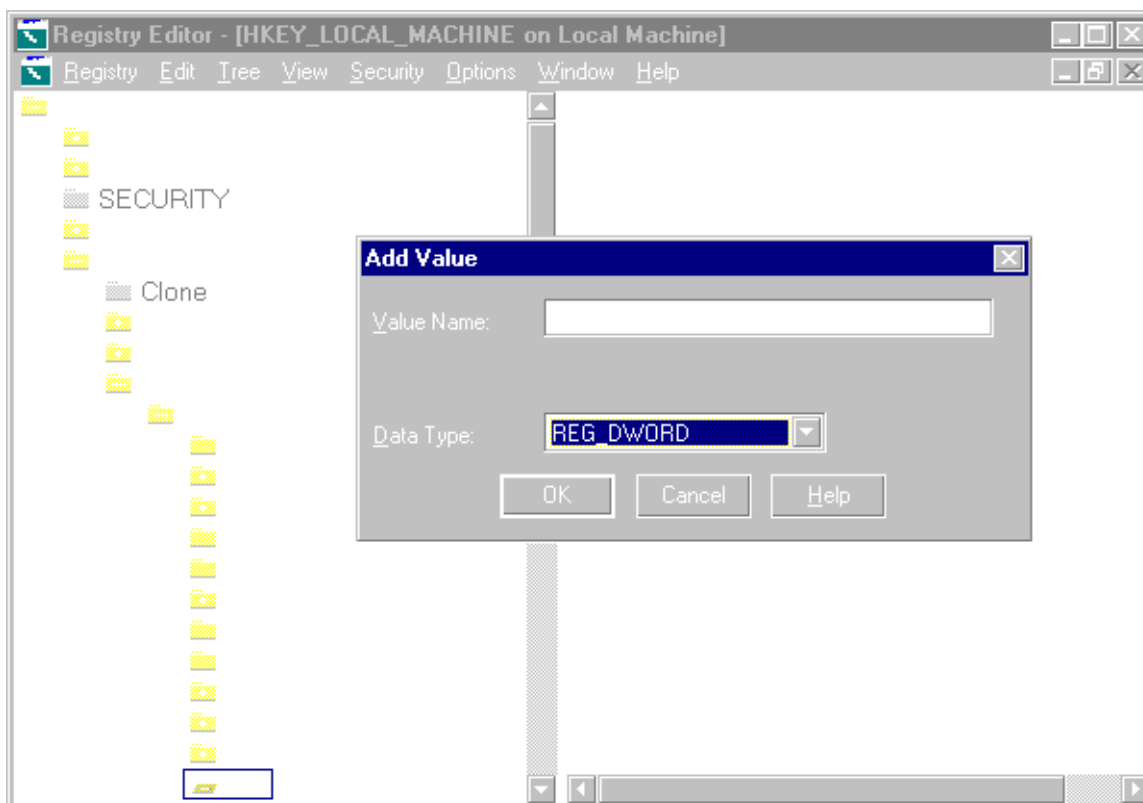 Registry Editor - [HKEY_LOCAL_MACHINE on Local Machine]
Registry Edit Tree View Security Options Window Help
SECURITY
Add Value
Clone
Value Name:
Data Type: REG_DWORD
OK Cancel Help